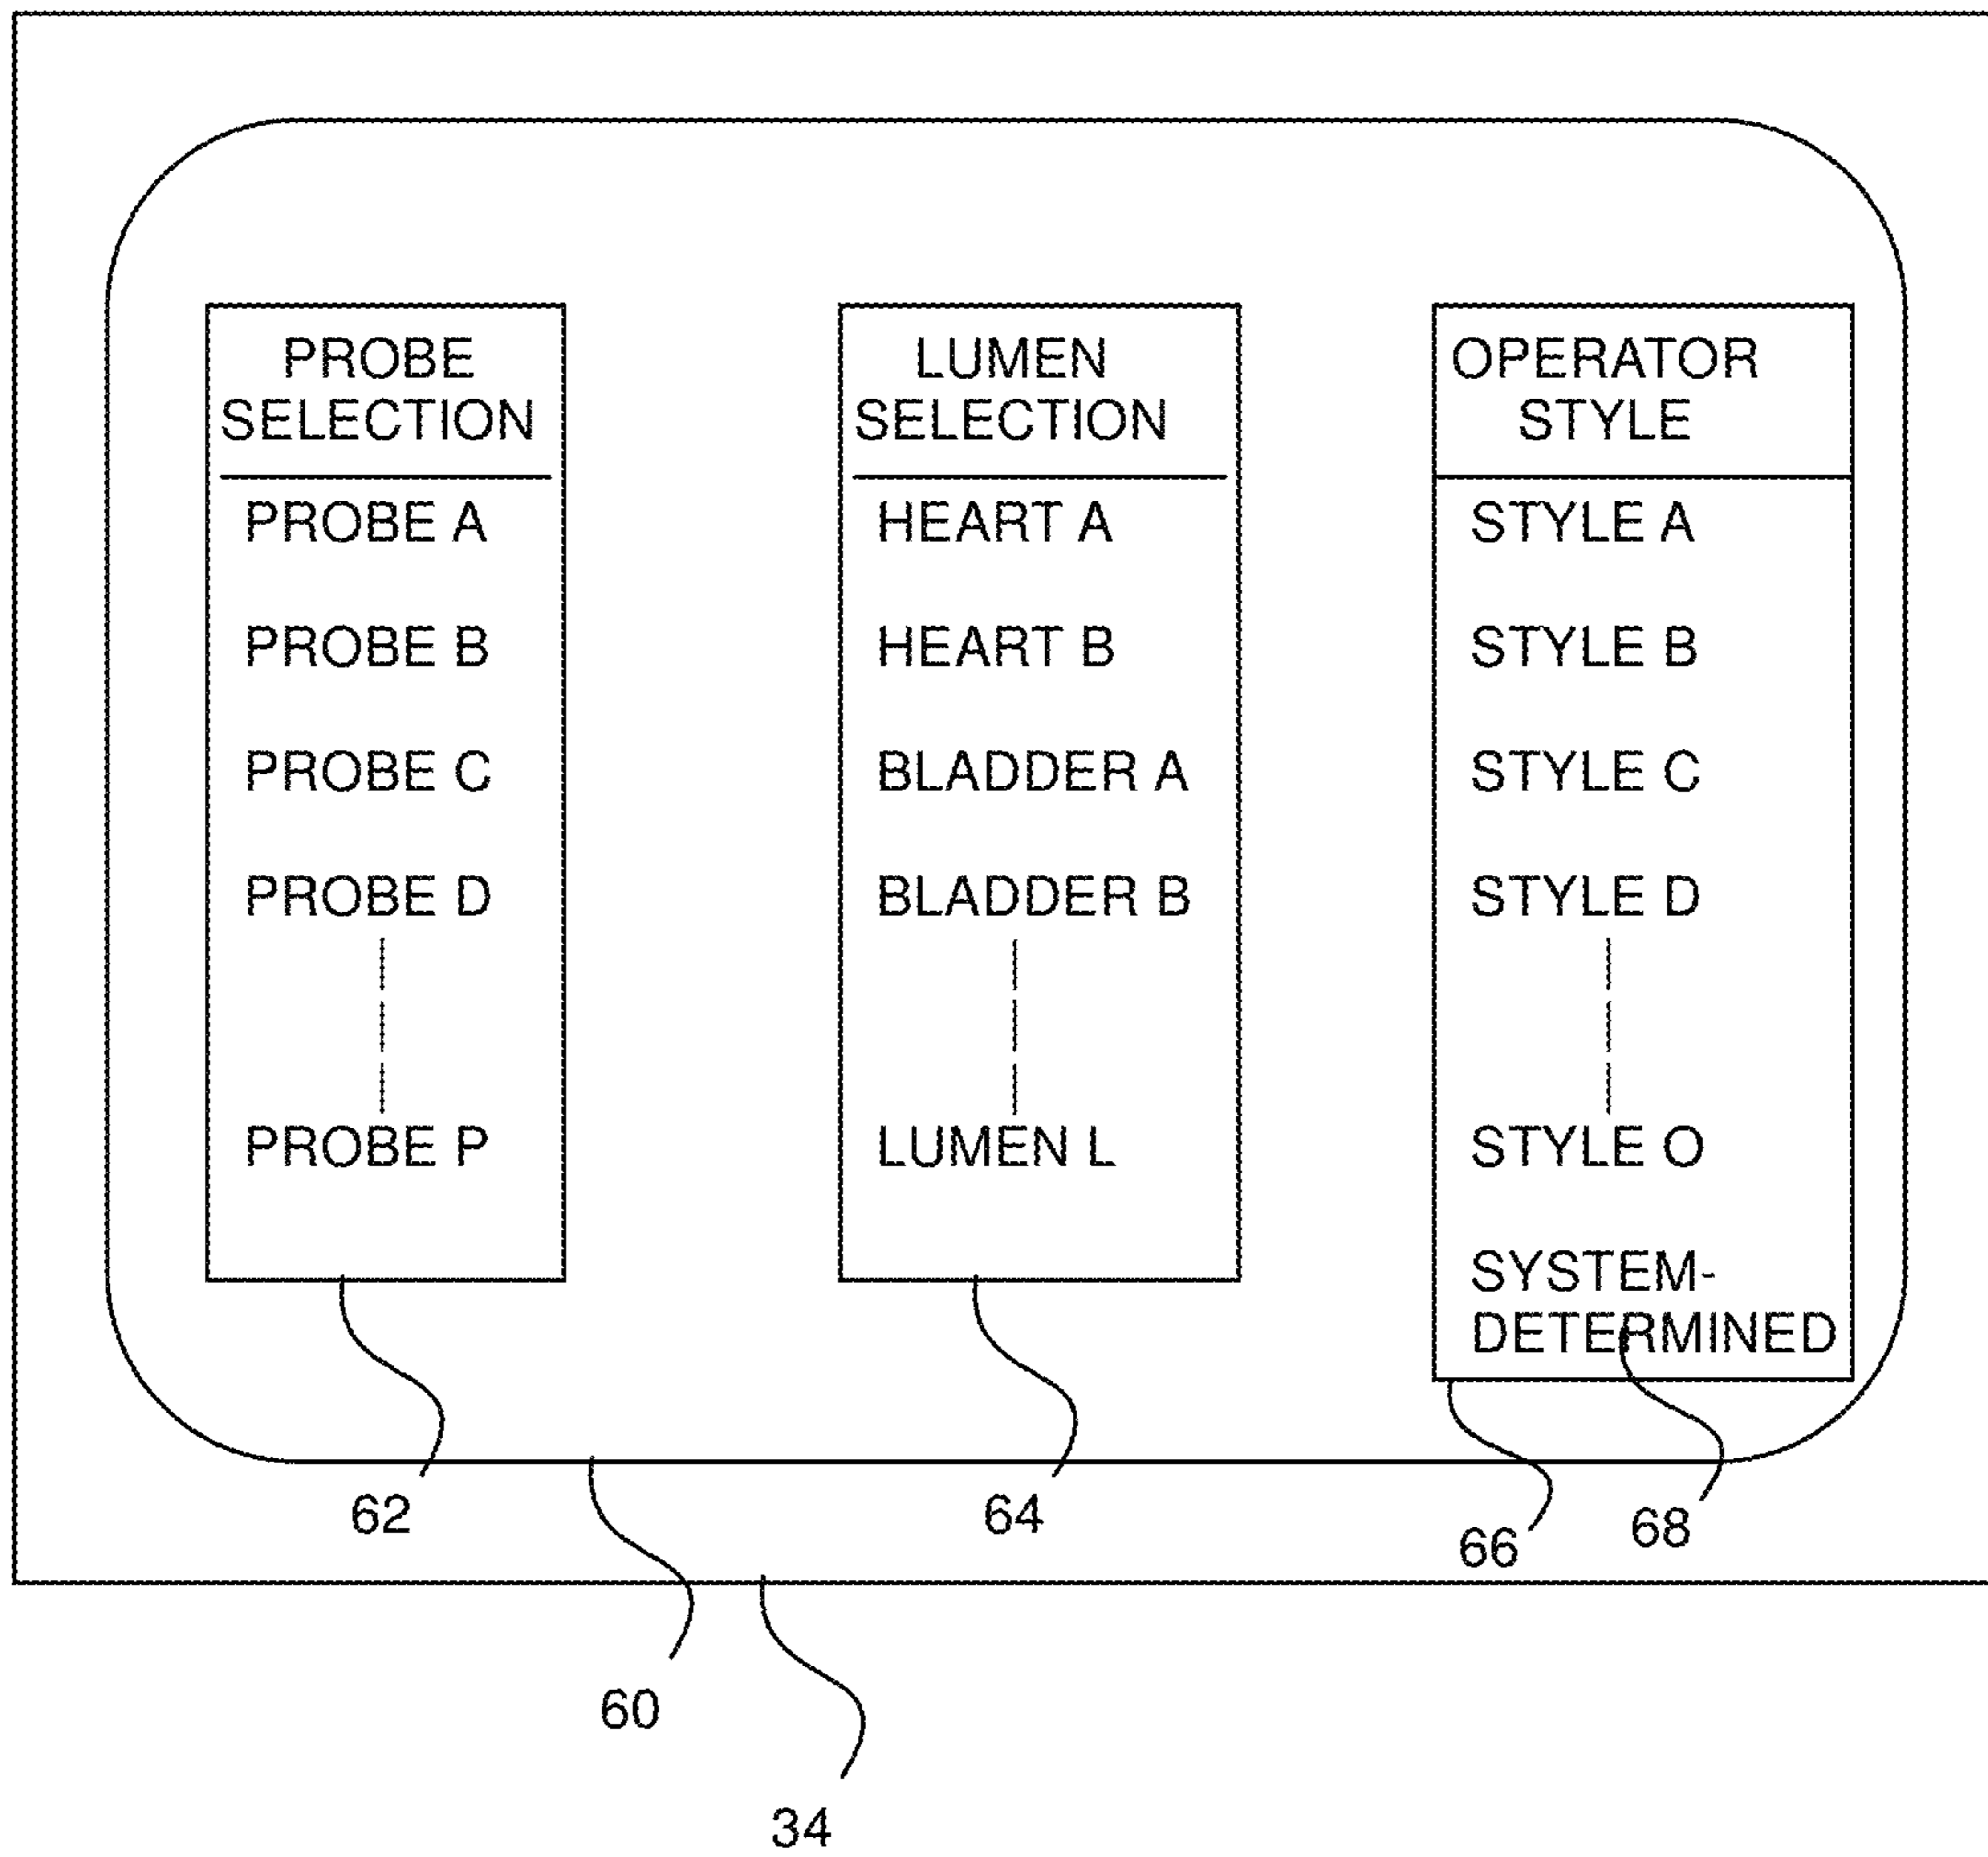 PROBE
SELECTION
PROBE A
PROBE B
PROBE C
PROBE D
PROBE P
LUMEN
SELECTION
HEART A
HEART B
BLADDER A
BLADDER B
LUMEN L
OPERATOR
STYLE
STYLE A
STYLE B
STYLE C
STYLE D
STYLE O
SYSTEM-
DETERMINED
62
64
66
68
60
34